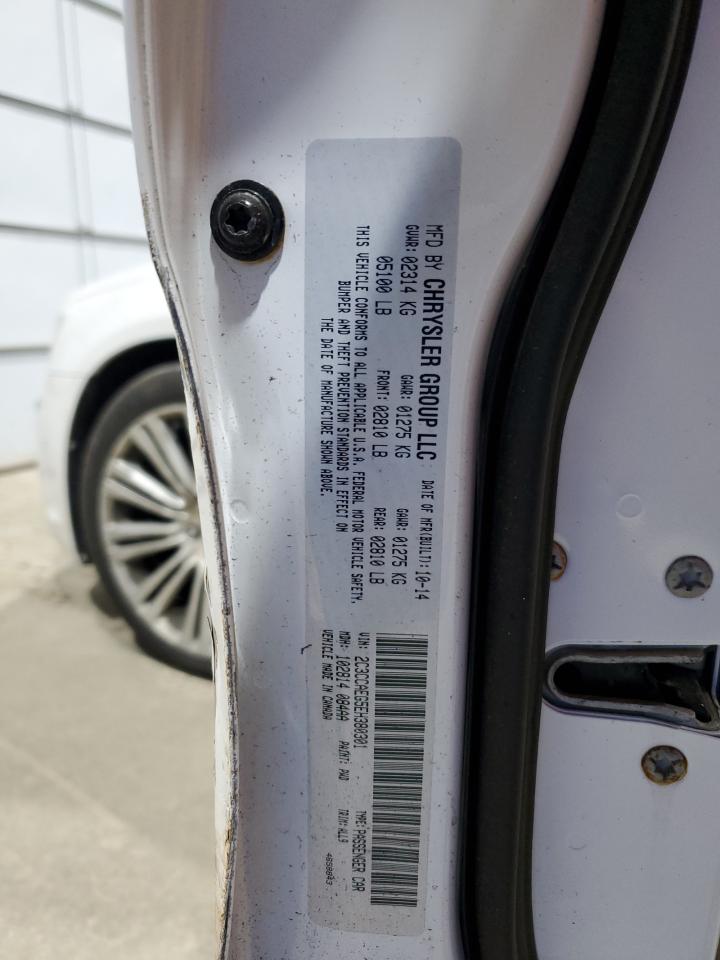 MFD BY CHRYSLER GROUP LLC DATE OF MFR(BUILT): 10-14
GVWR: 02314 KG GAWR: 01275 KG GAWR: 01275 KG
05100 LB FRONT: 02810 LB REAR: 02810 LB
THIS VEHICLE CONFORMS TO ALL APPLICABLE U.S.A. FEDERAL MOTOR VEHICLE SAFETY,
BUMPER AND THEFT PREVENTION STANDARDS IN EFFECT ON
THE DATE OF MANUFACTURE SHOWN ABOVE.
VIN: 2C3CCAEG5EH380301 TYPE: PASSENGER CAR
MDH: 102814 084AA PAINT: PWD TRIM: HLL9
VEHICLE MADE IN CANADA 4658843